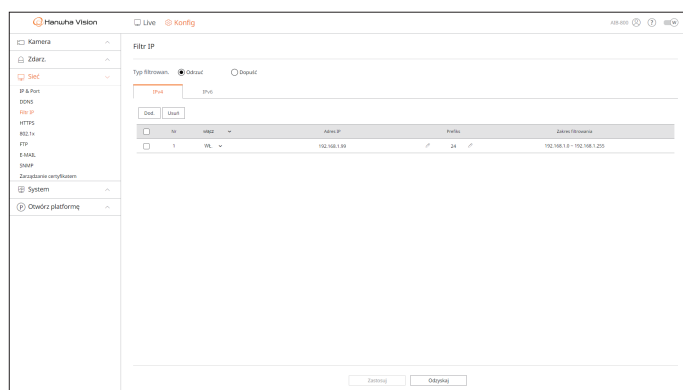 Hanwha Vision
Live Konfig
Kamera
Zdarz.
Sieć
IP & Port
DDNS
Filtr IP
HTTPS
802.1x
FTP
E-MAIL
SNMP
Zarządzanie certyfikatem
System
Otwórz platformę
Filtr IP
Typ filtrowan. Odrzuć Dopuść
IPv4 IPv6
Dod. Usuń
Nr Włącz Adres IP Prefiks Zakres filtrowania
1 WŁ. 192.168.1.99 24 192.168.1.0 ~ 192.168.1.255
Zastosuj Odzyskaj